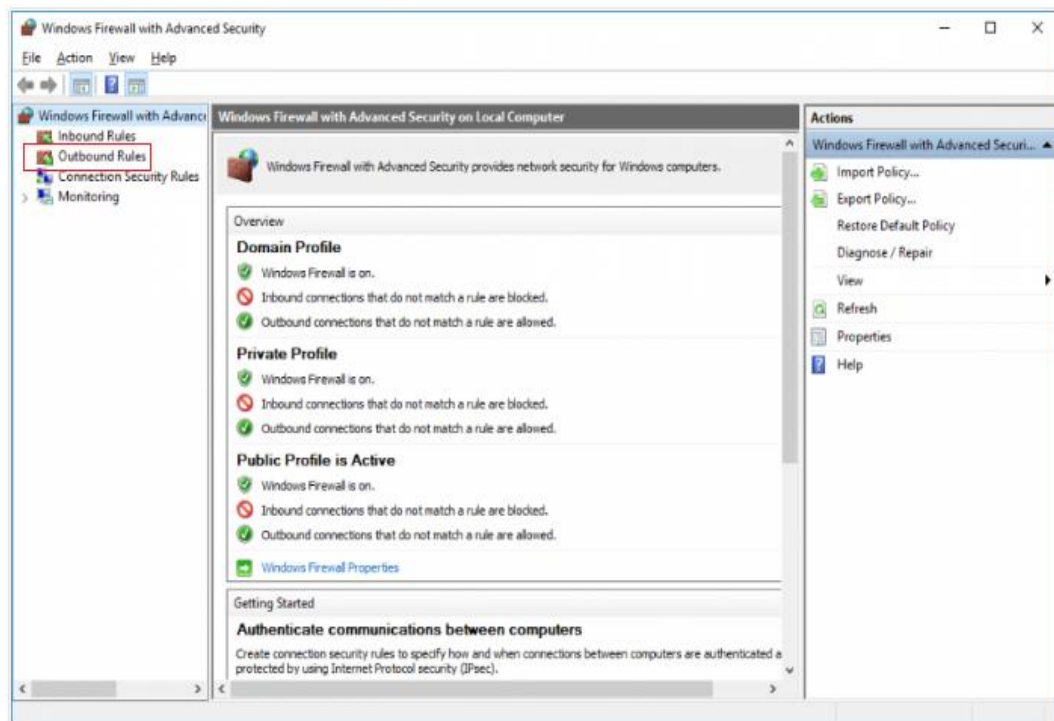 Windows Firewall with Advanced Security
File Action View Help
Windows Firewall with Advance
Inbound Rules
Outbound Rules
Connection Security Rules
Monitoring
Windows Firewall with Advanced Security on Local Computer
Windows Firewall with Advanced Security provides network security for Windows computers.
Overview
Domain Profile
Windows Firewall is on.
Inbound connections that do not match a rule are blocked.
Outbound connections that do not match a rule are allowed.
Private Profile
Windows Firewall is on.
Inbound connections that do not match a rule are blocked.
Outbound connections that do not match a rule are allowed.
Public Profile is Active
Windows Firewall is on.
Inbound connections that do not match a rule are blocked.
Outbound connections that do not match a rule are allowed.
Windows Firewall Properties
Getting Started
Authenticate communications between computers
Create connection security rules to specify how and when connections between computers are authenticated a
protected by using Internet Protocol security (IPsec).
Actions
Windows Firewall with Advanced Securi...
Import Policy...
Export Policy...
Restore Default Policy
Diagnose / Repair
View
Refresh
Properties
Help